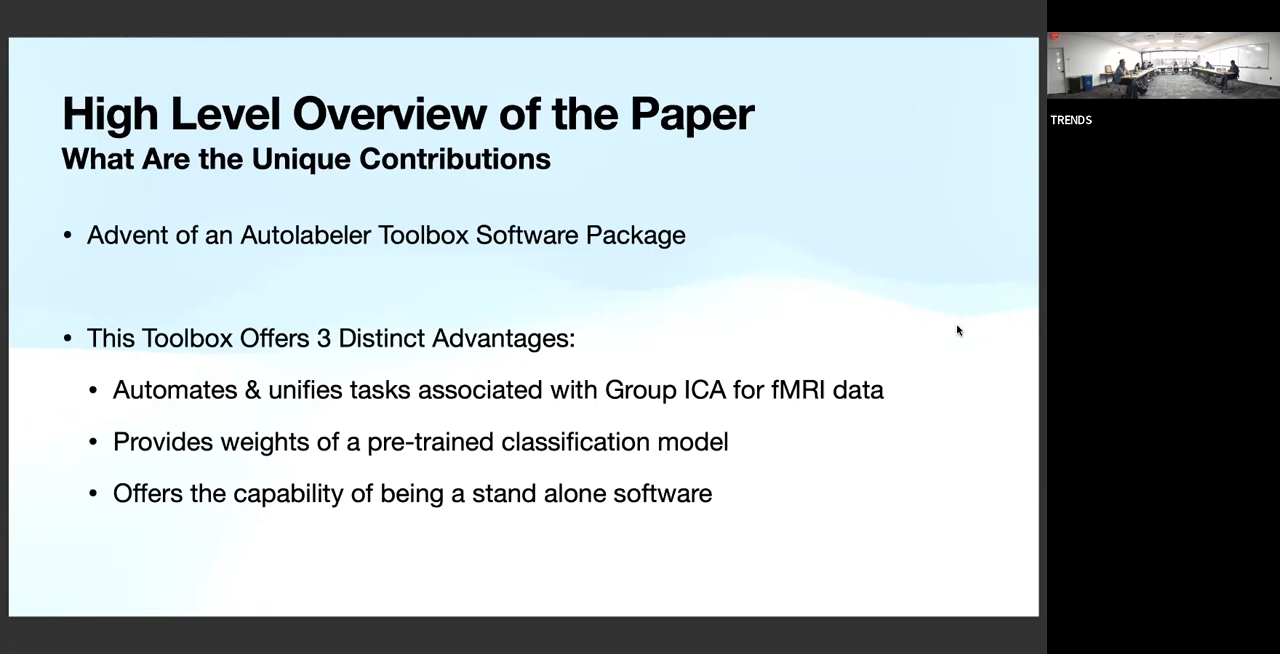 High Level Overview of the Paper
What Are the Unique Contributions
• Advent of an Autolabeler Toolbox Software Package
• This Toolbox Offers 3 Distinct Advantages:
• Automates & unifies tasks associated with Group ICA for fMRI data
• Provides weights of a pre-trained classification model
• Offers the capability of being a stand alone software
TRENDS